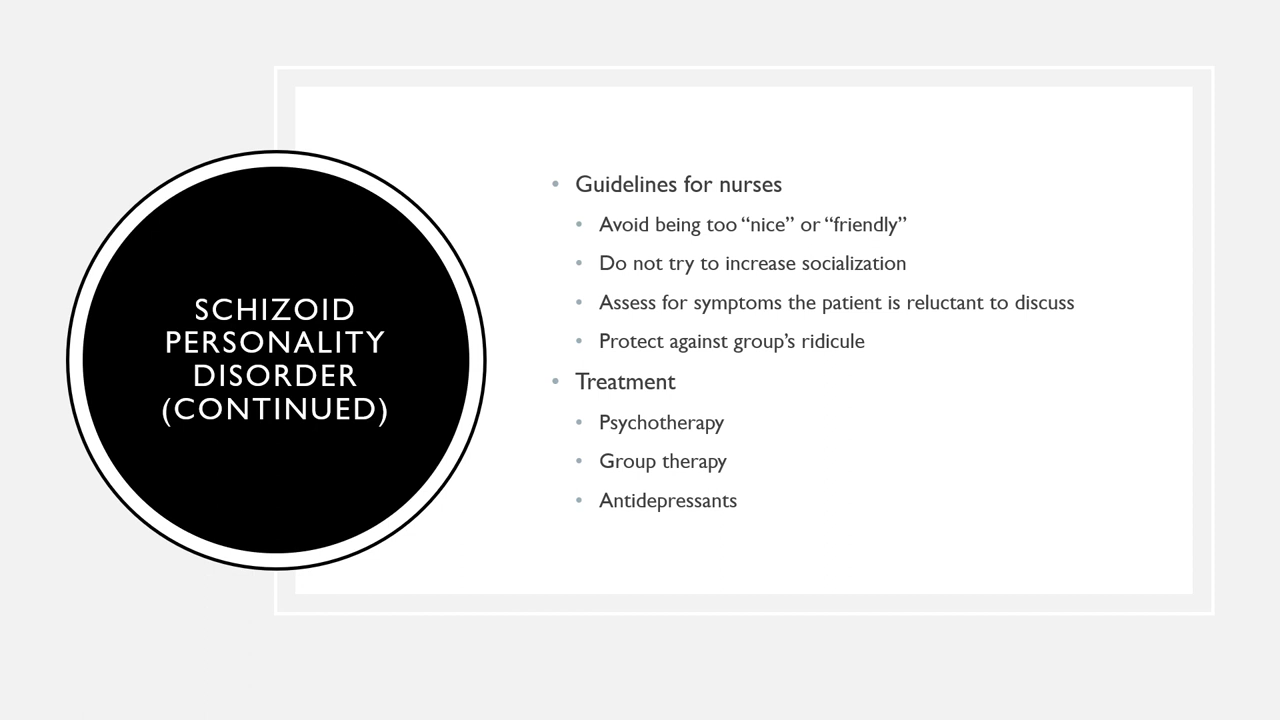 SCHIZOID
PERSONALITY
DISORDER
(CONTINUED)
• Guidelines for nurses
• Avoid being too “nice” or “friendly”
• Do not try to increase socialization
• Assess for symptoms the patient is reluctant to discuss
• Protect against group’s ridicule
• Treatment
• Psychotherapy
• Group therapy
• Antidepressants